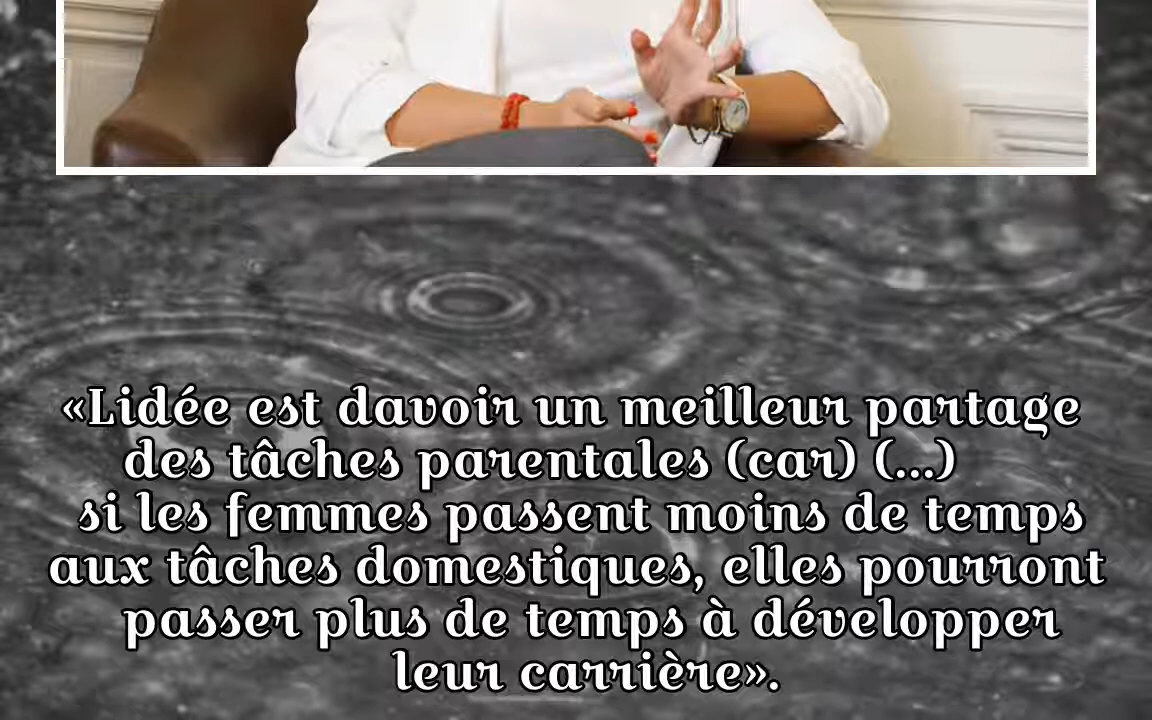 «Lidée est davoir un meilleur partage
des tâches parentales (car) (...)
si les femmes passent moins de temps
aux tâches domestiques, elles pourront
passer plus de temps à développer
leur carrière».